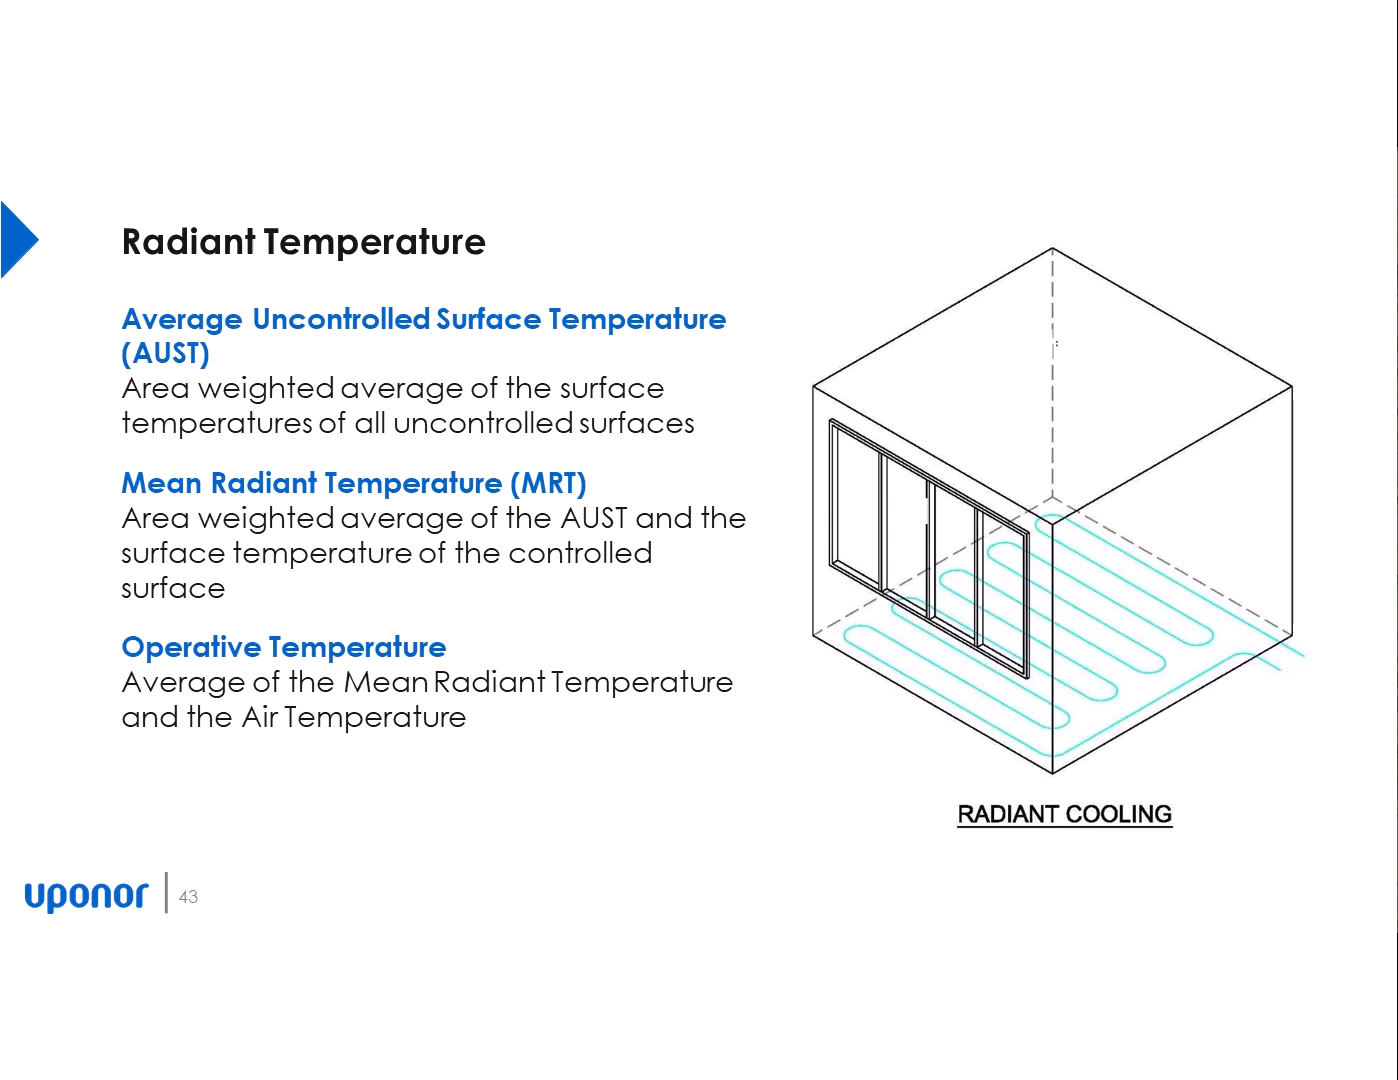 Radiant Temperature
Average Uncontrolled Surface Temperature
(AUST)
Area weighted average of the surface
temperatures of all uncontrolled surfaces
Mean Radiant Temperature (MRT)
Area weighted average of the AUST and the
surface temperature of the controlled
surface
Operative Temperature
Average of the Mean Radiant Temperature
and the Air Temperature
RADIANT COOLING
uponor
43